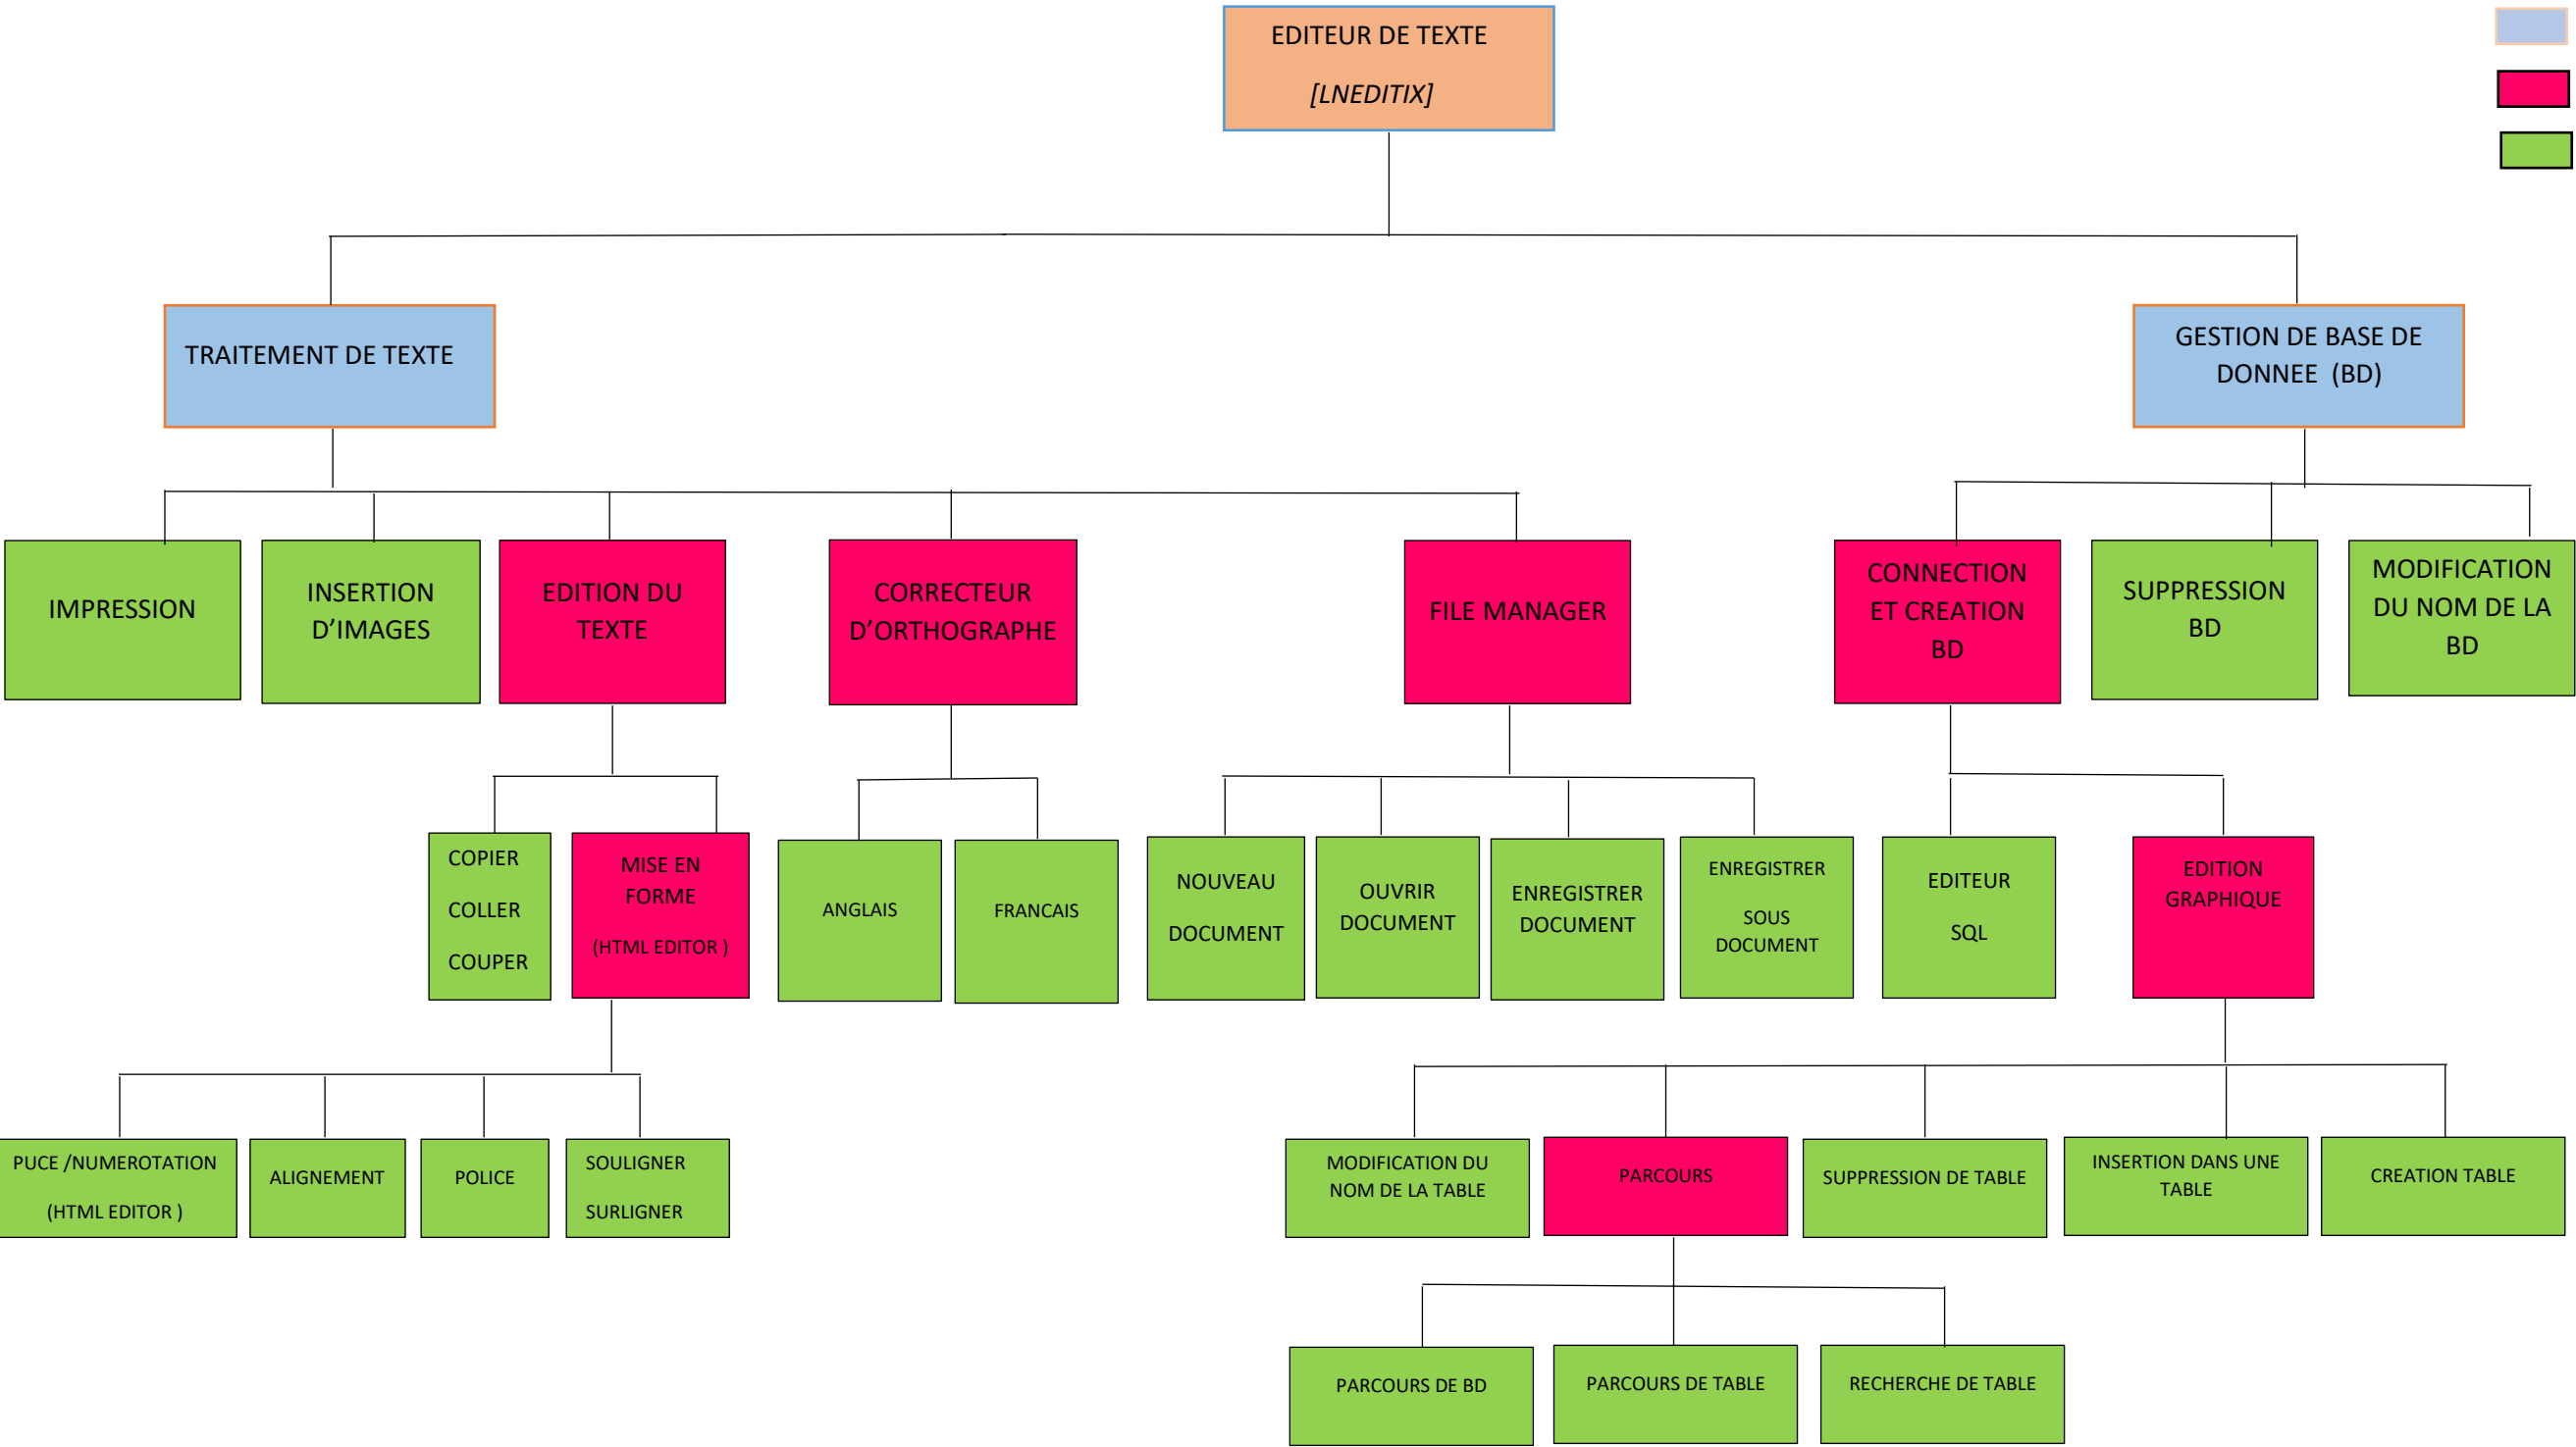 EDITEUR DE TEXTE
[LNEDITIX]
TRAITEMENT DE TEXTE
GESTION DE BASE DE
DONNEE (BD)
IMPRESSION
INSERTION
D’IMAGES
EDITION DU
TEXTE
CORRECTEUR
D’ORTHOGRAPHE
FILE MANAGER
CONNECTION
ET CREATION
BD
SUPPRESSION
BD
MODIFICATION
DU NOM DE LA
BD
COPIER
COLLER
COUPER
MISE EN
FORME
(HTML EDITOR )
ANGLAIS
FRANCAIS
NOUVEAU
DOCUMENT
OUVRIR
DOCUMENT
ENREGISTRER
DOCUMENT
ENREGISTRER
SOUS
DOCUMENT
EDITEUR
SQL
EDITION
GRAPHIQUE
PUCE /NUMEROTATION
(HTML EDITOR )
ALIGNEMENT
POLICE
SOULIGNER
SURLIGNER
MODIFICATION DU
NOM DE LA TABLE
PARCOURS
SUPPRESSION DE TABLE
INSERTION DANS UNE
TABLE
CREATION TABLE
PARCOURS DE BD
PARCOURS DE TABLE
RECHERCHE DE TABLE